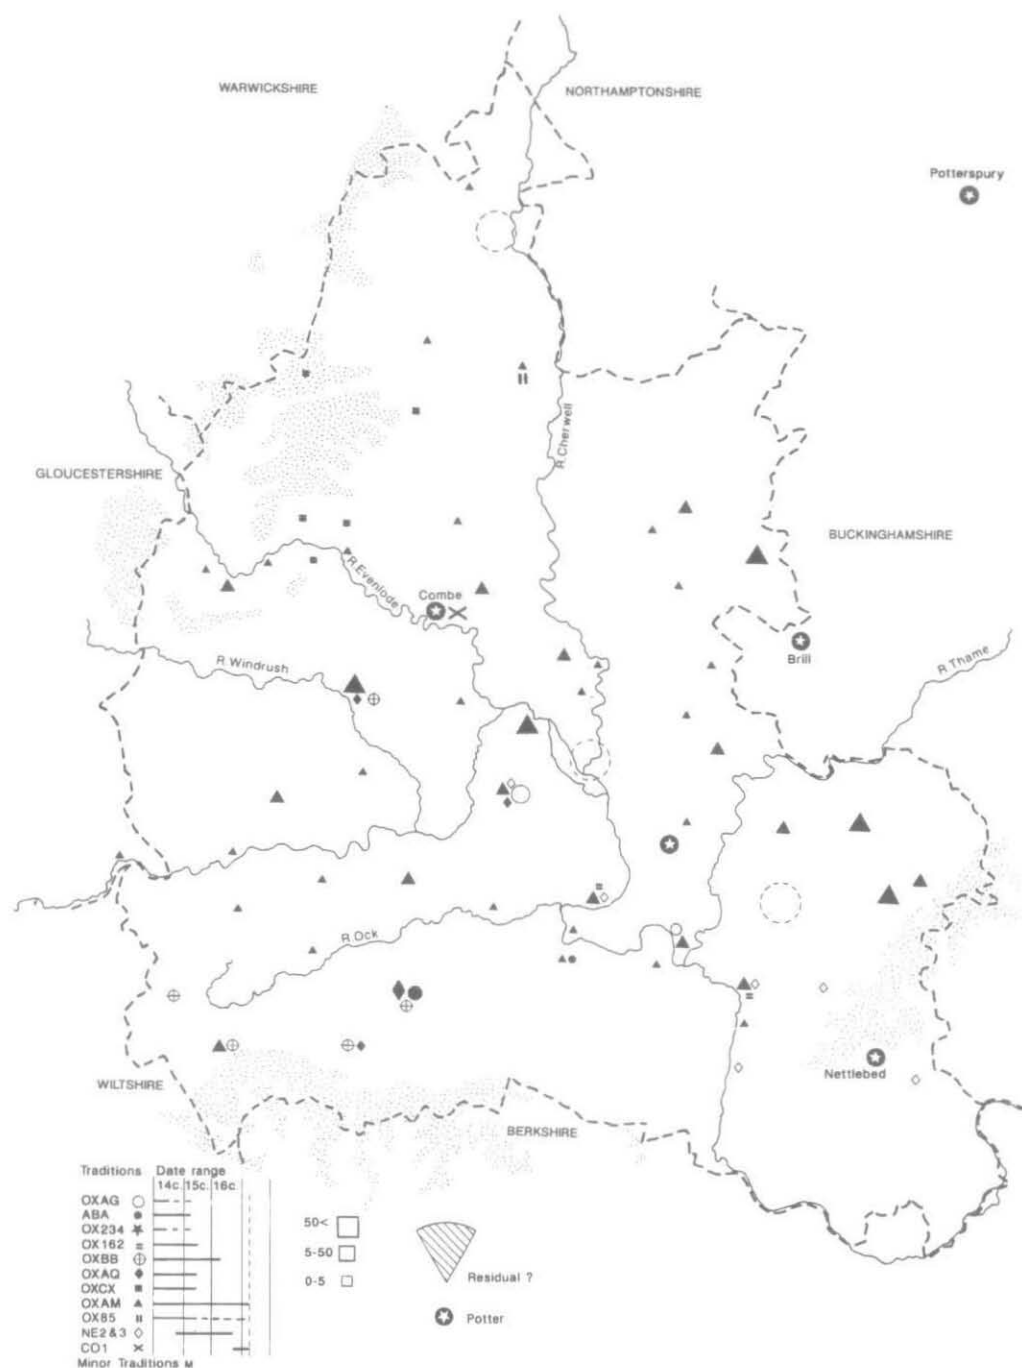 WARWICKSHIRE
NORTHAMPTONSHIRE
Potterspury
R.Cherwell
GLOUCESTERSHIRE
BUCKINGHAMSHIRE
R.Evenlode
Combe
Brill
R.Thame
R.Windrush
R.Ock
Nettlebed
WILTSHIRE
BERKSHIRE
Traditions Date range
14c. 15c. 16c.
OXAG
ABA
OX234
OX162
OXBB
OXAQ
OXCX
OXAM
OX85
NE2&3
CO1
Minor Traditions M
50<
5-50
0-5
Residual ?
Potter